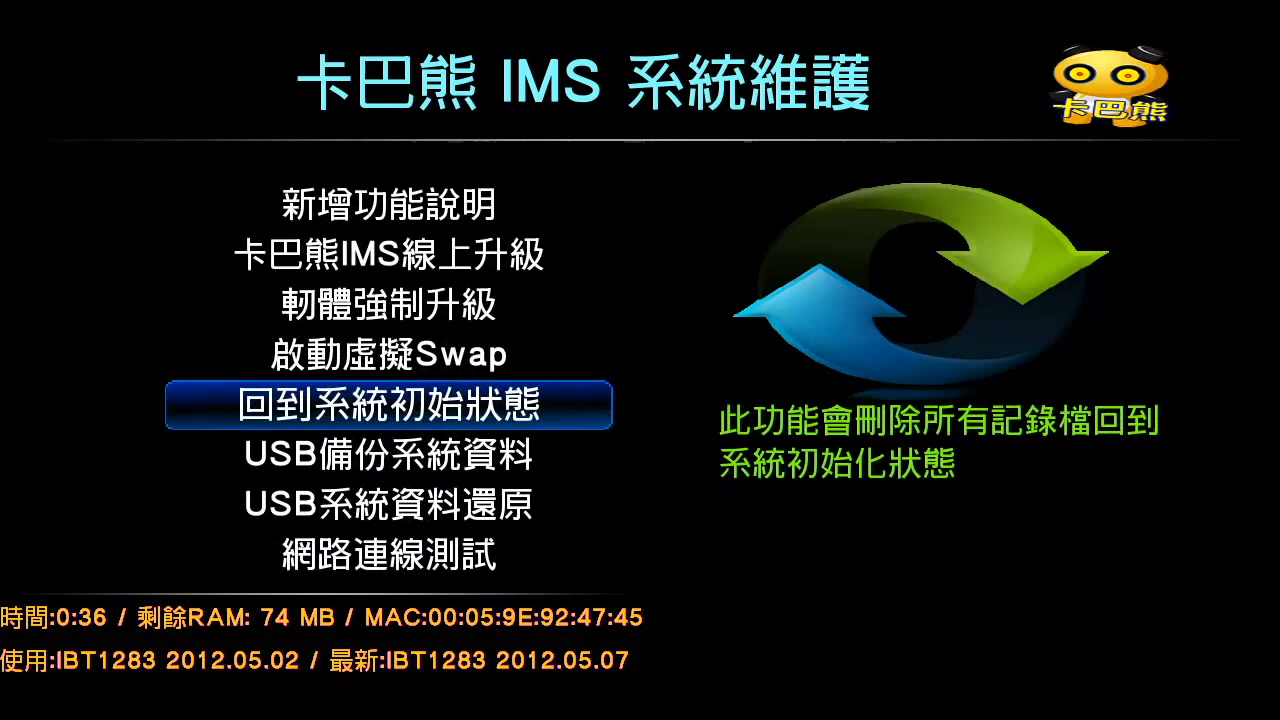 卡巴熊 IMS 系統維護
卡巴熊
新增功能說明
卡巴熊IMS線上升級
韌體強制升級
啟動虛擬Swap
回到系統初始狀態
USB備份系統資料
USB系統資料還原
網路連線測試
此功能會刪除所有記錄檔回到
系統初始化狀態
時間:0:36 / 剩餘RAM: 74 MB / MAC:00:05:9E:92:47:45
使用:IBT1283 2012.05.02 / 最新:IBT1283 2012.05.07